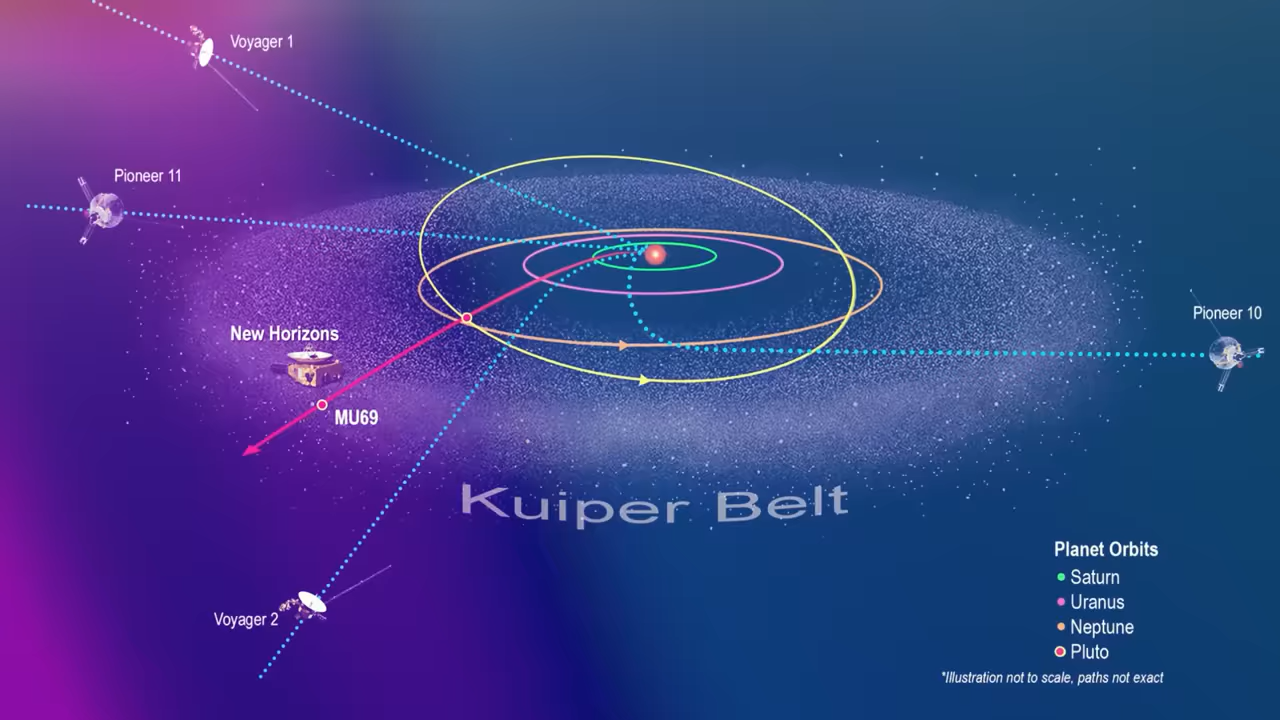 Voyager 1
Pioneer 11
Pioneer 10
New Horizons
MU69
Kuiper Belt
Voyager 2
Planet Orbits
Saturn
Uranus
Neptune
Pluto
*Illustration not to scale, paths not exact